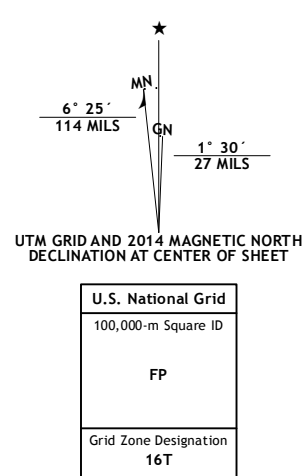 ★
MN
6° 25´
114 MILS
GN
1° 30´
27 MILS
UTM GRID AND 2014 MAGNETIC NORTH
DECLINATION AT CENTER OF SHEET
U.S. National Grid
100,000-m Square ID
FP
Grid Zone Designation
16T